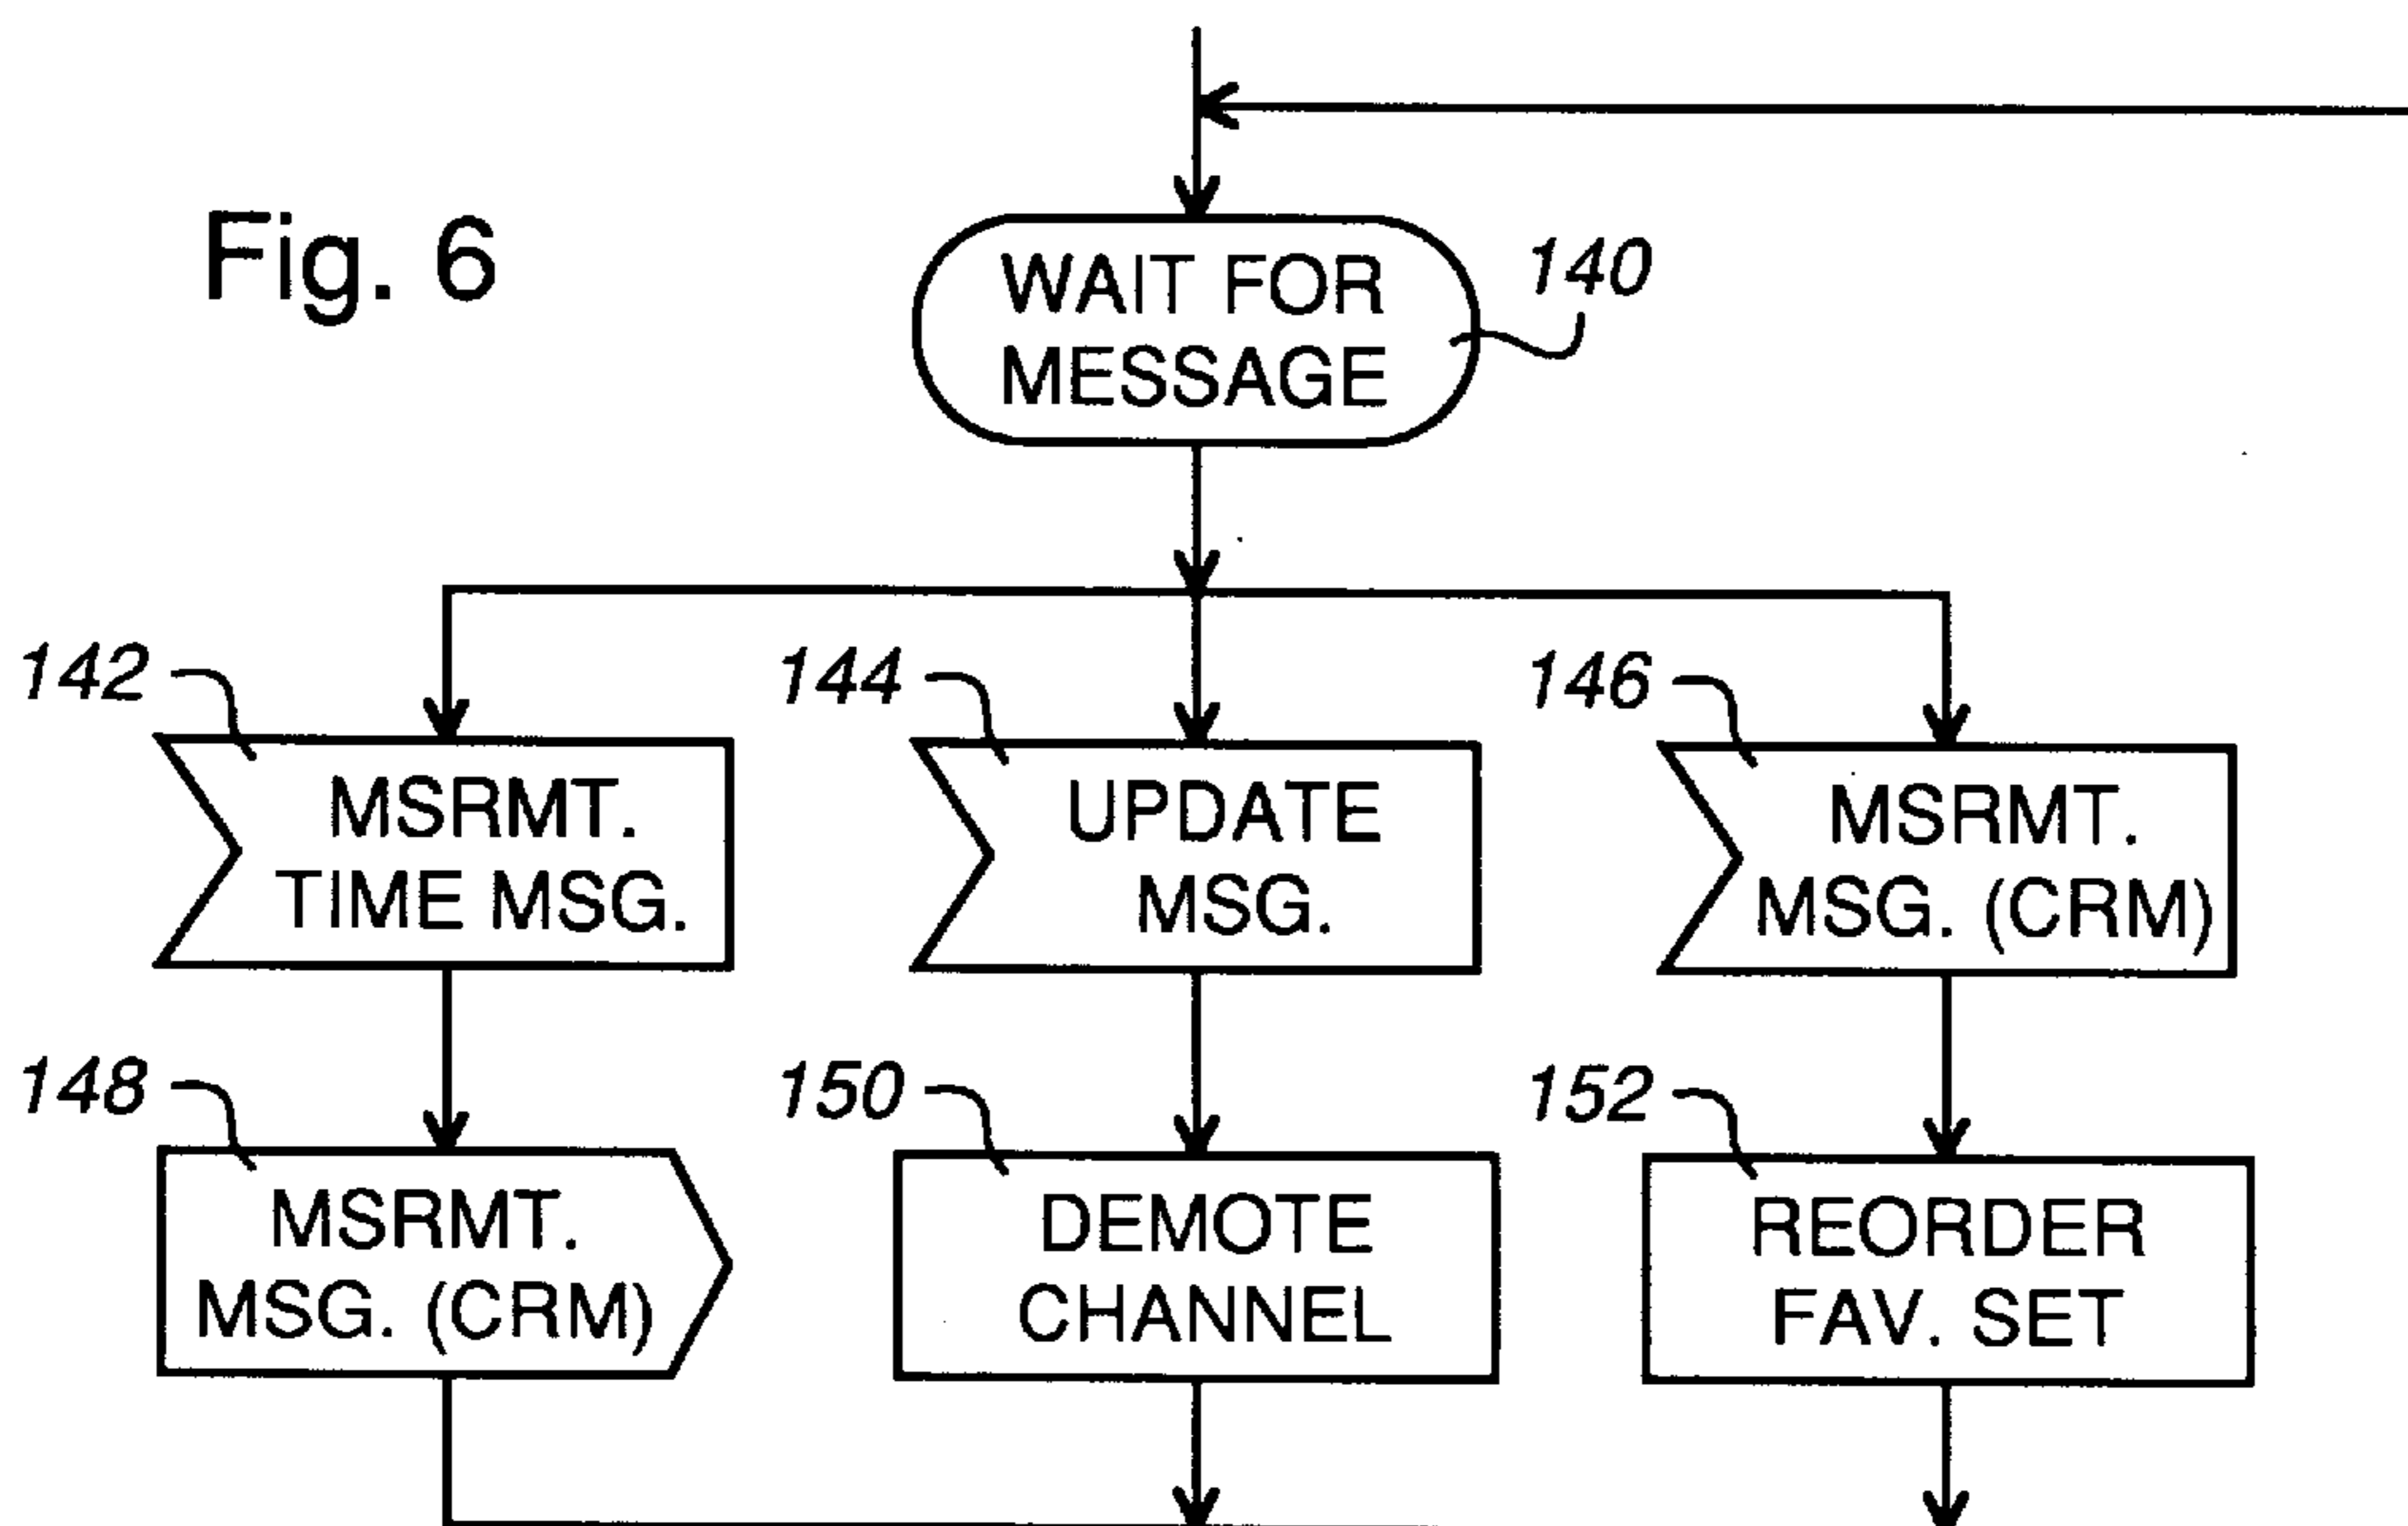 Fig. 6
WAIT FOR
MESSAGE
140
142
144
146
MSRMT.
TIME MSG.
UPDATE
MSG.
MSRMT.
MSG. (CRM)
148
150
152
MSRMT.
MSG. (CRM)
DEMOTE
CHANNEL
REORDER
FAV. SET